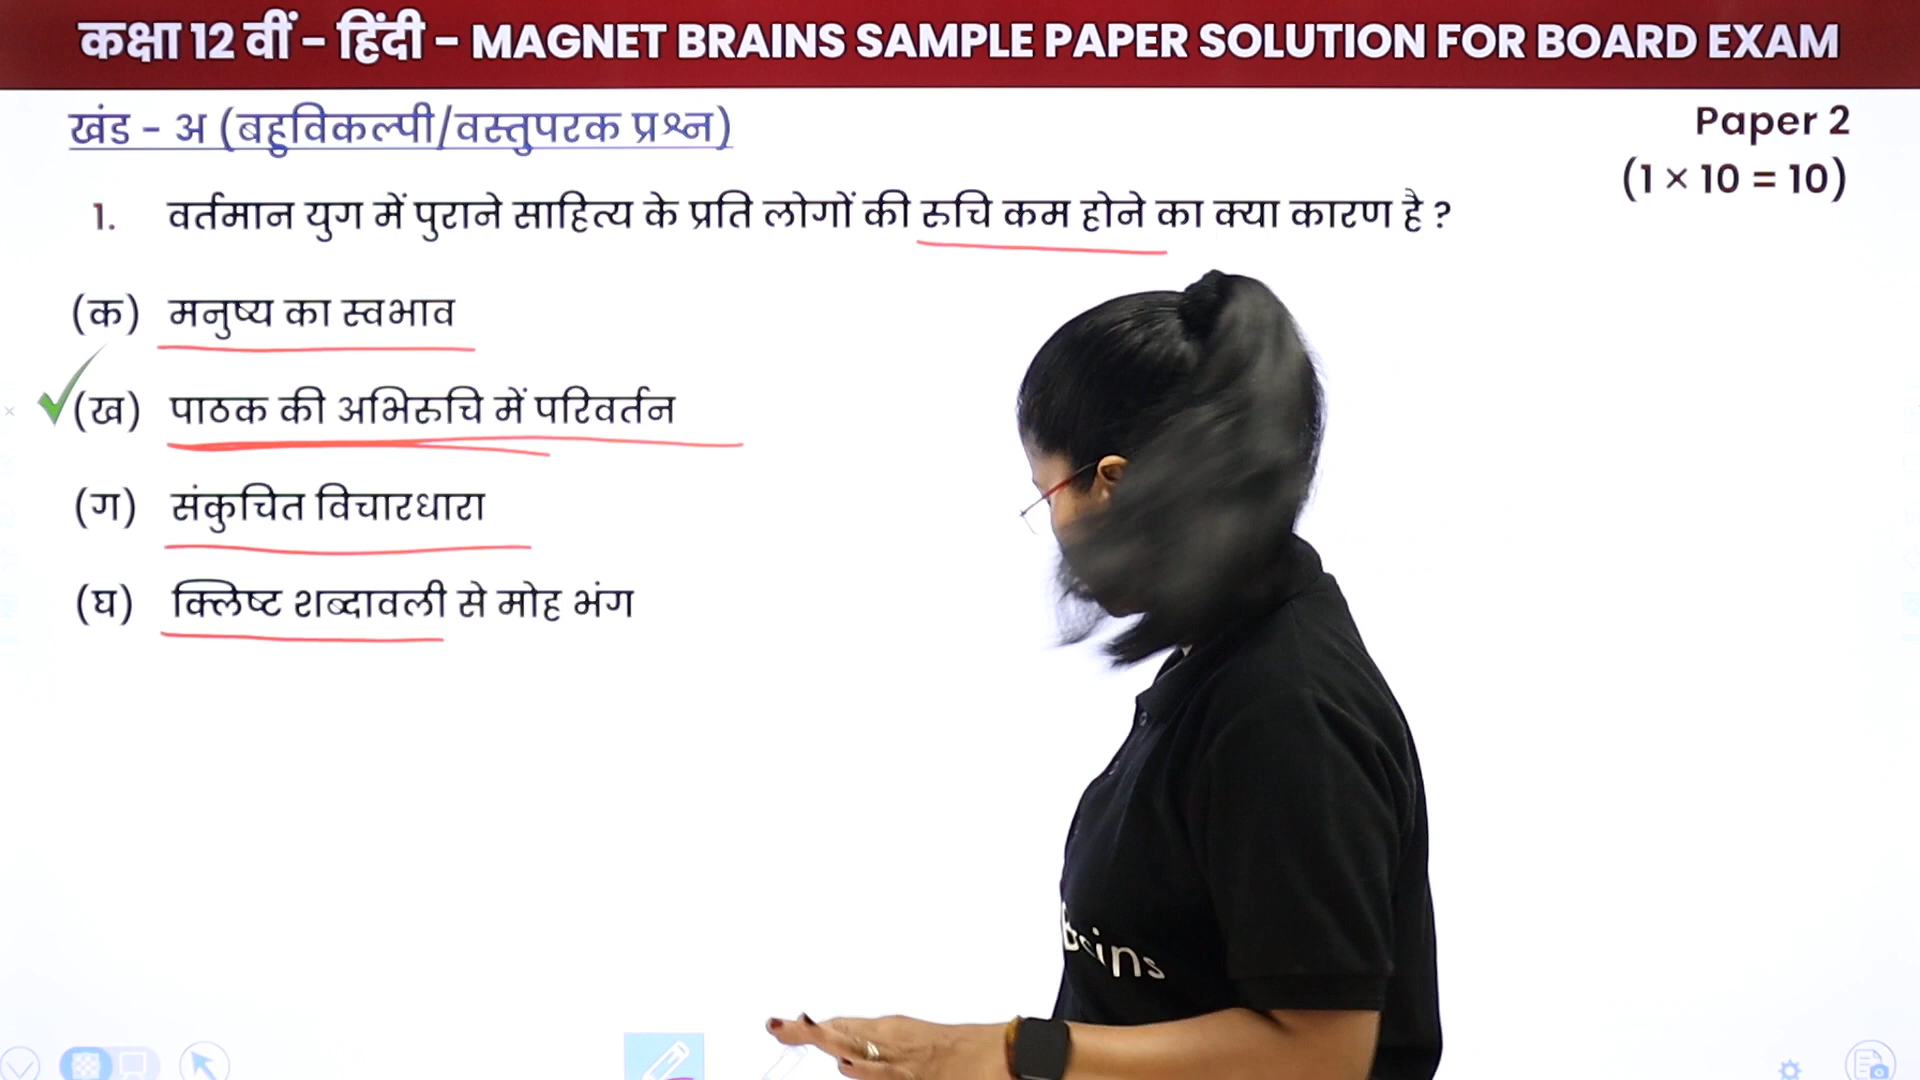 कक्षा 12 वीं – हिंदी – MAGNET BRAINS SAMPLE PAPER SOLUTION FOR BOARD EXAM
खंड - अ (बहुविकल्पी/वस्तुपरक प्रश्न)
Paper 2
(1 × 10 = 10)
1. वर्तमान युग में पुराने साहित्य के प्रति लोगों की रुचि कम होने का क्या कारण है ?
(क) मनुष्य का स्वभाव
(ख) पाठक की अभिरुचि में परिवर्तन
(ग) संकुचित विचारधारा
(घ) क्लिष्ट शब्दावली से मोह भंग